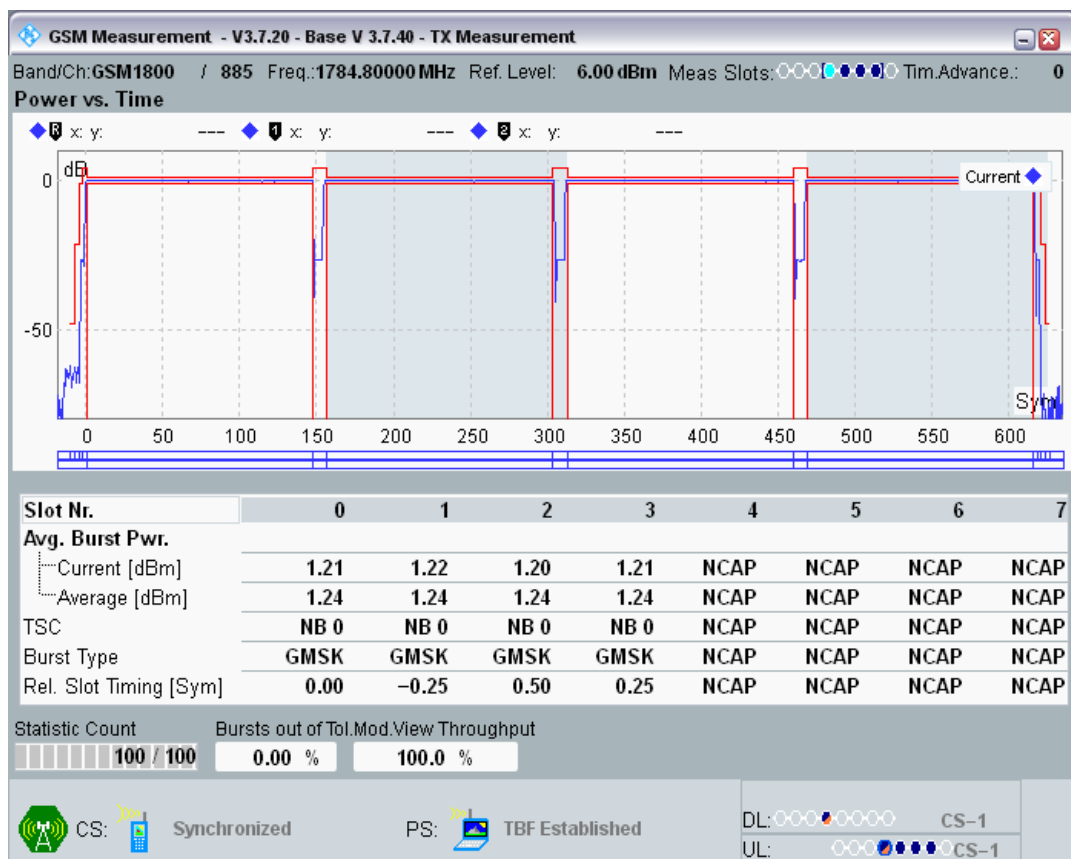 GSM Measurement - V3.7.20 - Base V 3.7.40 - TX Measurement
Band/Ch:GSM1800 / 885 Freq.:1784.80000 MHz Ref. Level: 6.00 dBm Meas Slots: Tim.Advance.: 0
Power vs. Time
R x: y: --- 1 x: y: --- 2 x: y: ---
dB
Current
0
-50
Sym
0 50 100 150 200 250 300 350 400 450 500 550 600
Slot Nr. 0 1 2 3 4 5 6 7
Avg. Burst Pwr.
Current [dBm] 1.21 1.22 1.20 1.21 NCAP NCAP NCAP NCAP
Average [dBm] 1.24 1.24 1.24 1.24 NCAP NCAP NCAP NCAP
TSC NB 0 NB 0 NB 0 NB 0 NCAP NCAP NCAP NCAP
Burst Type GMSK GMSK GMSK GMSK NCAP NCAP NCAP NCAP
Rel. Slot Timing [Sym] 0.00 −0.25 0.50 0.25 NCAP NCAP NCAP NCAP
Statistic Count Bursts out of Tol.Mod.View Throughput
100 / 100 0.00 % 100.0 %
CS: Synchronized PS: TBF Established
DL: CS−1
UL: CS−1